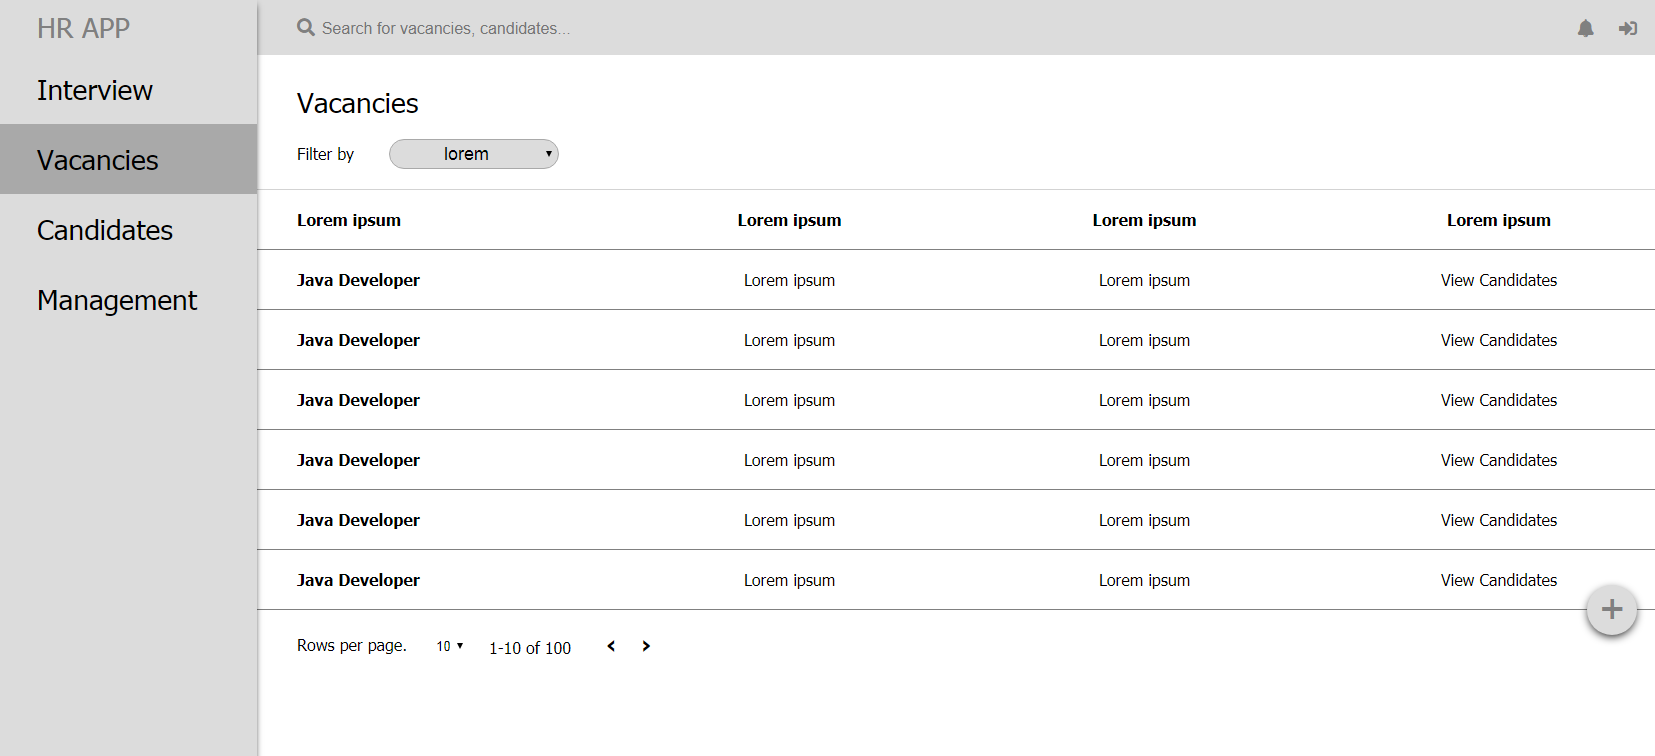 HR APP
Interview
Vacancies
Candidates
Management
Search for vacancies, candidates...
Vacancies
Filter by lorem
Lorem ipsum Lorem ipsum Lorem ipsum Lorem ipsum
Java Developer Lorem ipsum Lorem ipsum View Candidates
Java Developer Lorem ipsum Lorem ipsum View Candidates
Java Developer Lorem ipsum Lorem ipsum View Candidates
Java Developer Lorem ipsum Lorem ipsum View Candidates
Java Developer Lorem ipsum Lorem ipsum View Candidates
Java Developer Lorem ipsum Lorem ipsum View Candidates
Rows per page. 10 1-10 of 100